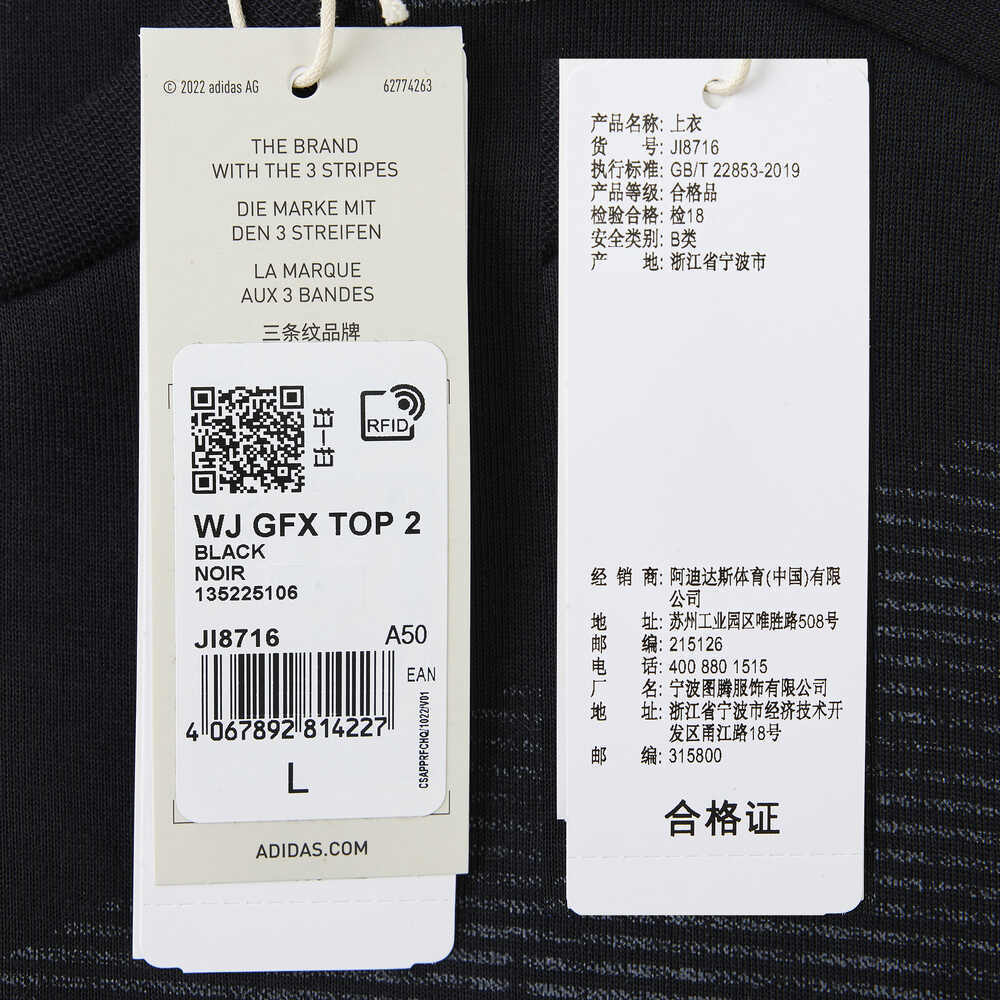 © 2022 adidas AG 62774263
THE BRAND
WITH THE 3 STRIPES
DIE MARKE MIT
DEN 3 STREIFEN
LA MARQUE
AUX 3 BANDES
三条纹品牌
扫一扫
RFID
WJ GFX TOP 2
BLACK
NOIR
135225106
JI8716 A50
EAN
4 067892 814227
CSAPPRFCHQ/1022/V01
L
ADIDAS.COM
产品名称: 上衣
货 号: JI8716
执行标准: GB/T 22853-2019
产品等级: 合格品
检验合格: 检18
安全类别: B类
产 地: 浙江省宁波市
经 销 商: 阿迪达斯体育(中国)有限
公司
地 址: 苏州工业园区唯胜路508号
邮 编: 215126
电 话: 400 880 1515
厂 名: 宁波图腾服饰有限公司
地 址: 浙江省宁波市经济技术开
发区甬江路18号
邮 编: 315800
合格证